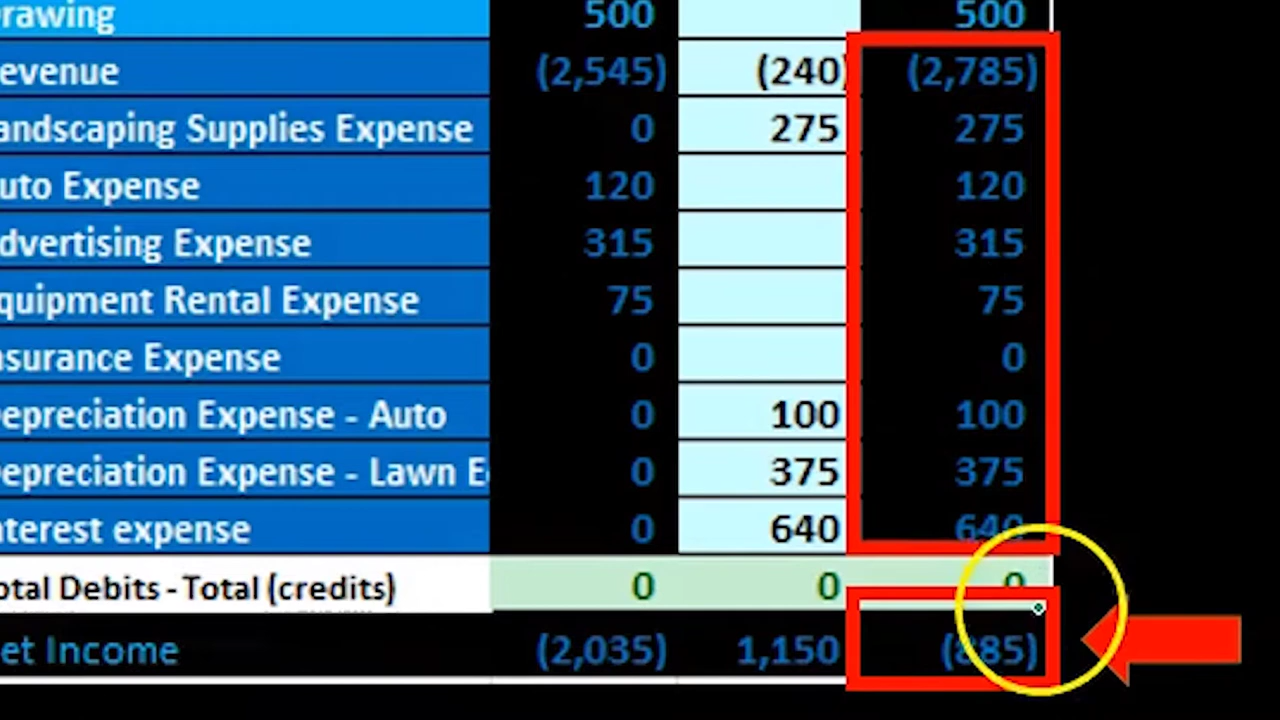 rawing 500 500
evenue (2,545) (240) (2,785)
andscaping Supplies Expense 0 275 275
uto Expense 120 120
dvertising Expense 315 315
quipment Rental Expense 75 75
nsurance Expense 0 0
epreciation Expense - Auto 0 100 100
epreciation Expense - Lawn E 0 375 375
nterest expense 0 640 640
otal Debits - Total (credits) 0 0 0
et Income (2,035) 1,150 (885)